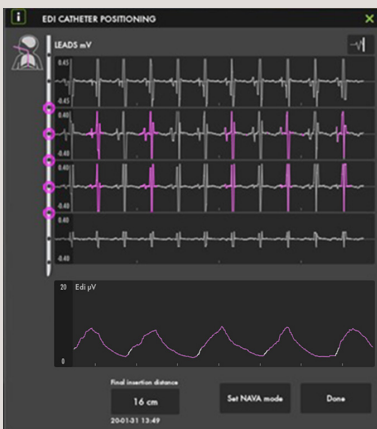 i EDI CATHETER POSITIONING
LEADS mV
0.45
0.45
0.40
-0.40
0.40
-0.40
0.40
-0.40
20 Edi µV
0
Final insertion distance
16 cm
Set NAVA mode
Done
20-01-31 13:49